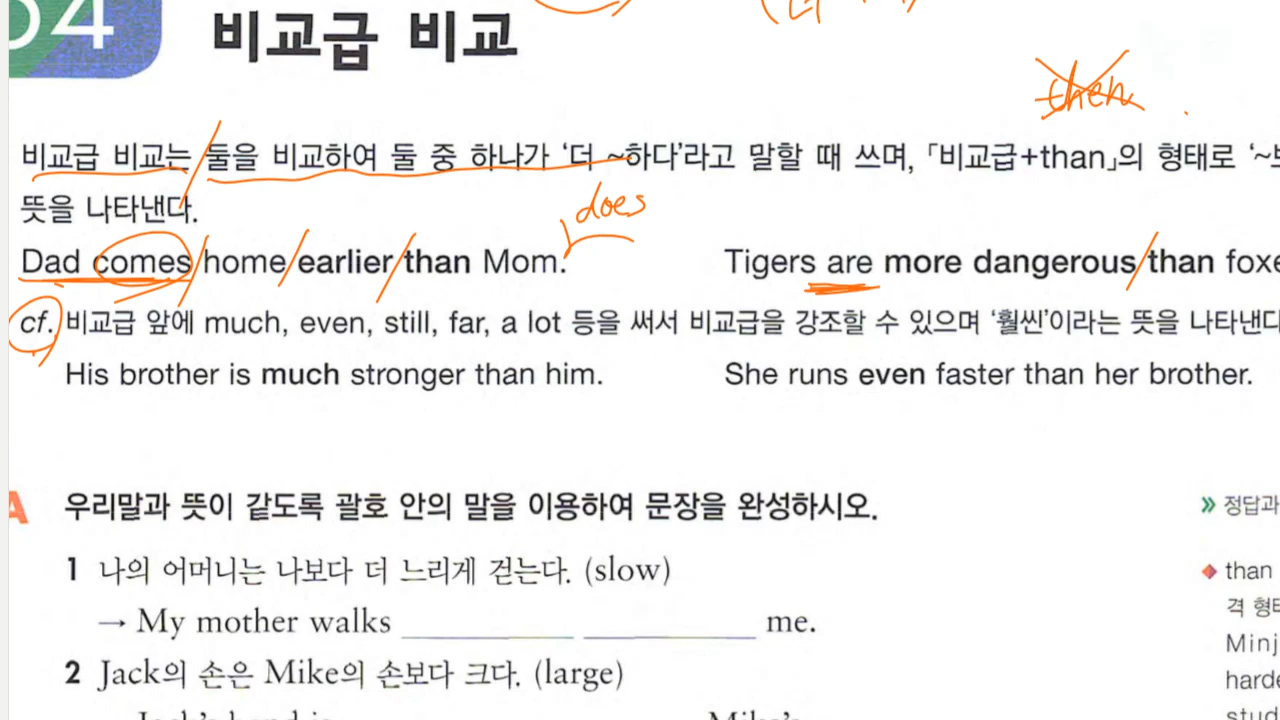 04 비교급 비교
then
비교급 비교는 둘을 비교하여 둘 중 하나가 ‘더 ~하다’라고 말할 때 쓰며, 「비교급+than」의 형태로 ‘~보
뜻을 나타낸다.
does
Dad comes home earlier than Mom. Tigers are more dangerous than foxe
cf. 비교급 앞에 much, even, still, far, a lot 등을 써서 비교급을 강조할 수 있으며 ‘훨씬’이라는 뜻을 나타낸다
His brother is much stronger than him. She runs even faster than her brother.
A 우리말과 뜻이 같도록 괄호 안의 말을 이용하여 문장을 완성하시오.
» 정답과
1 나의 어머니는 나보다 더 느리게 걷는다. (slow)
→ My mother walks ____ ____ me.
2 Jack의 손은 Mike의 손보다 크다. (large)
Jack's hand is Mike's
◆ than
격 형태
Minj
harde
stud